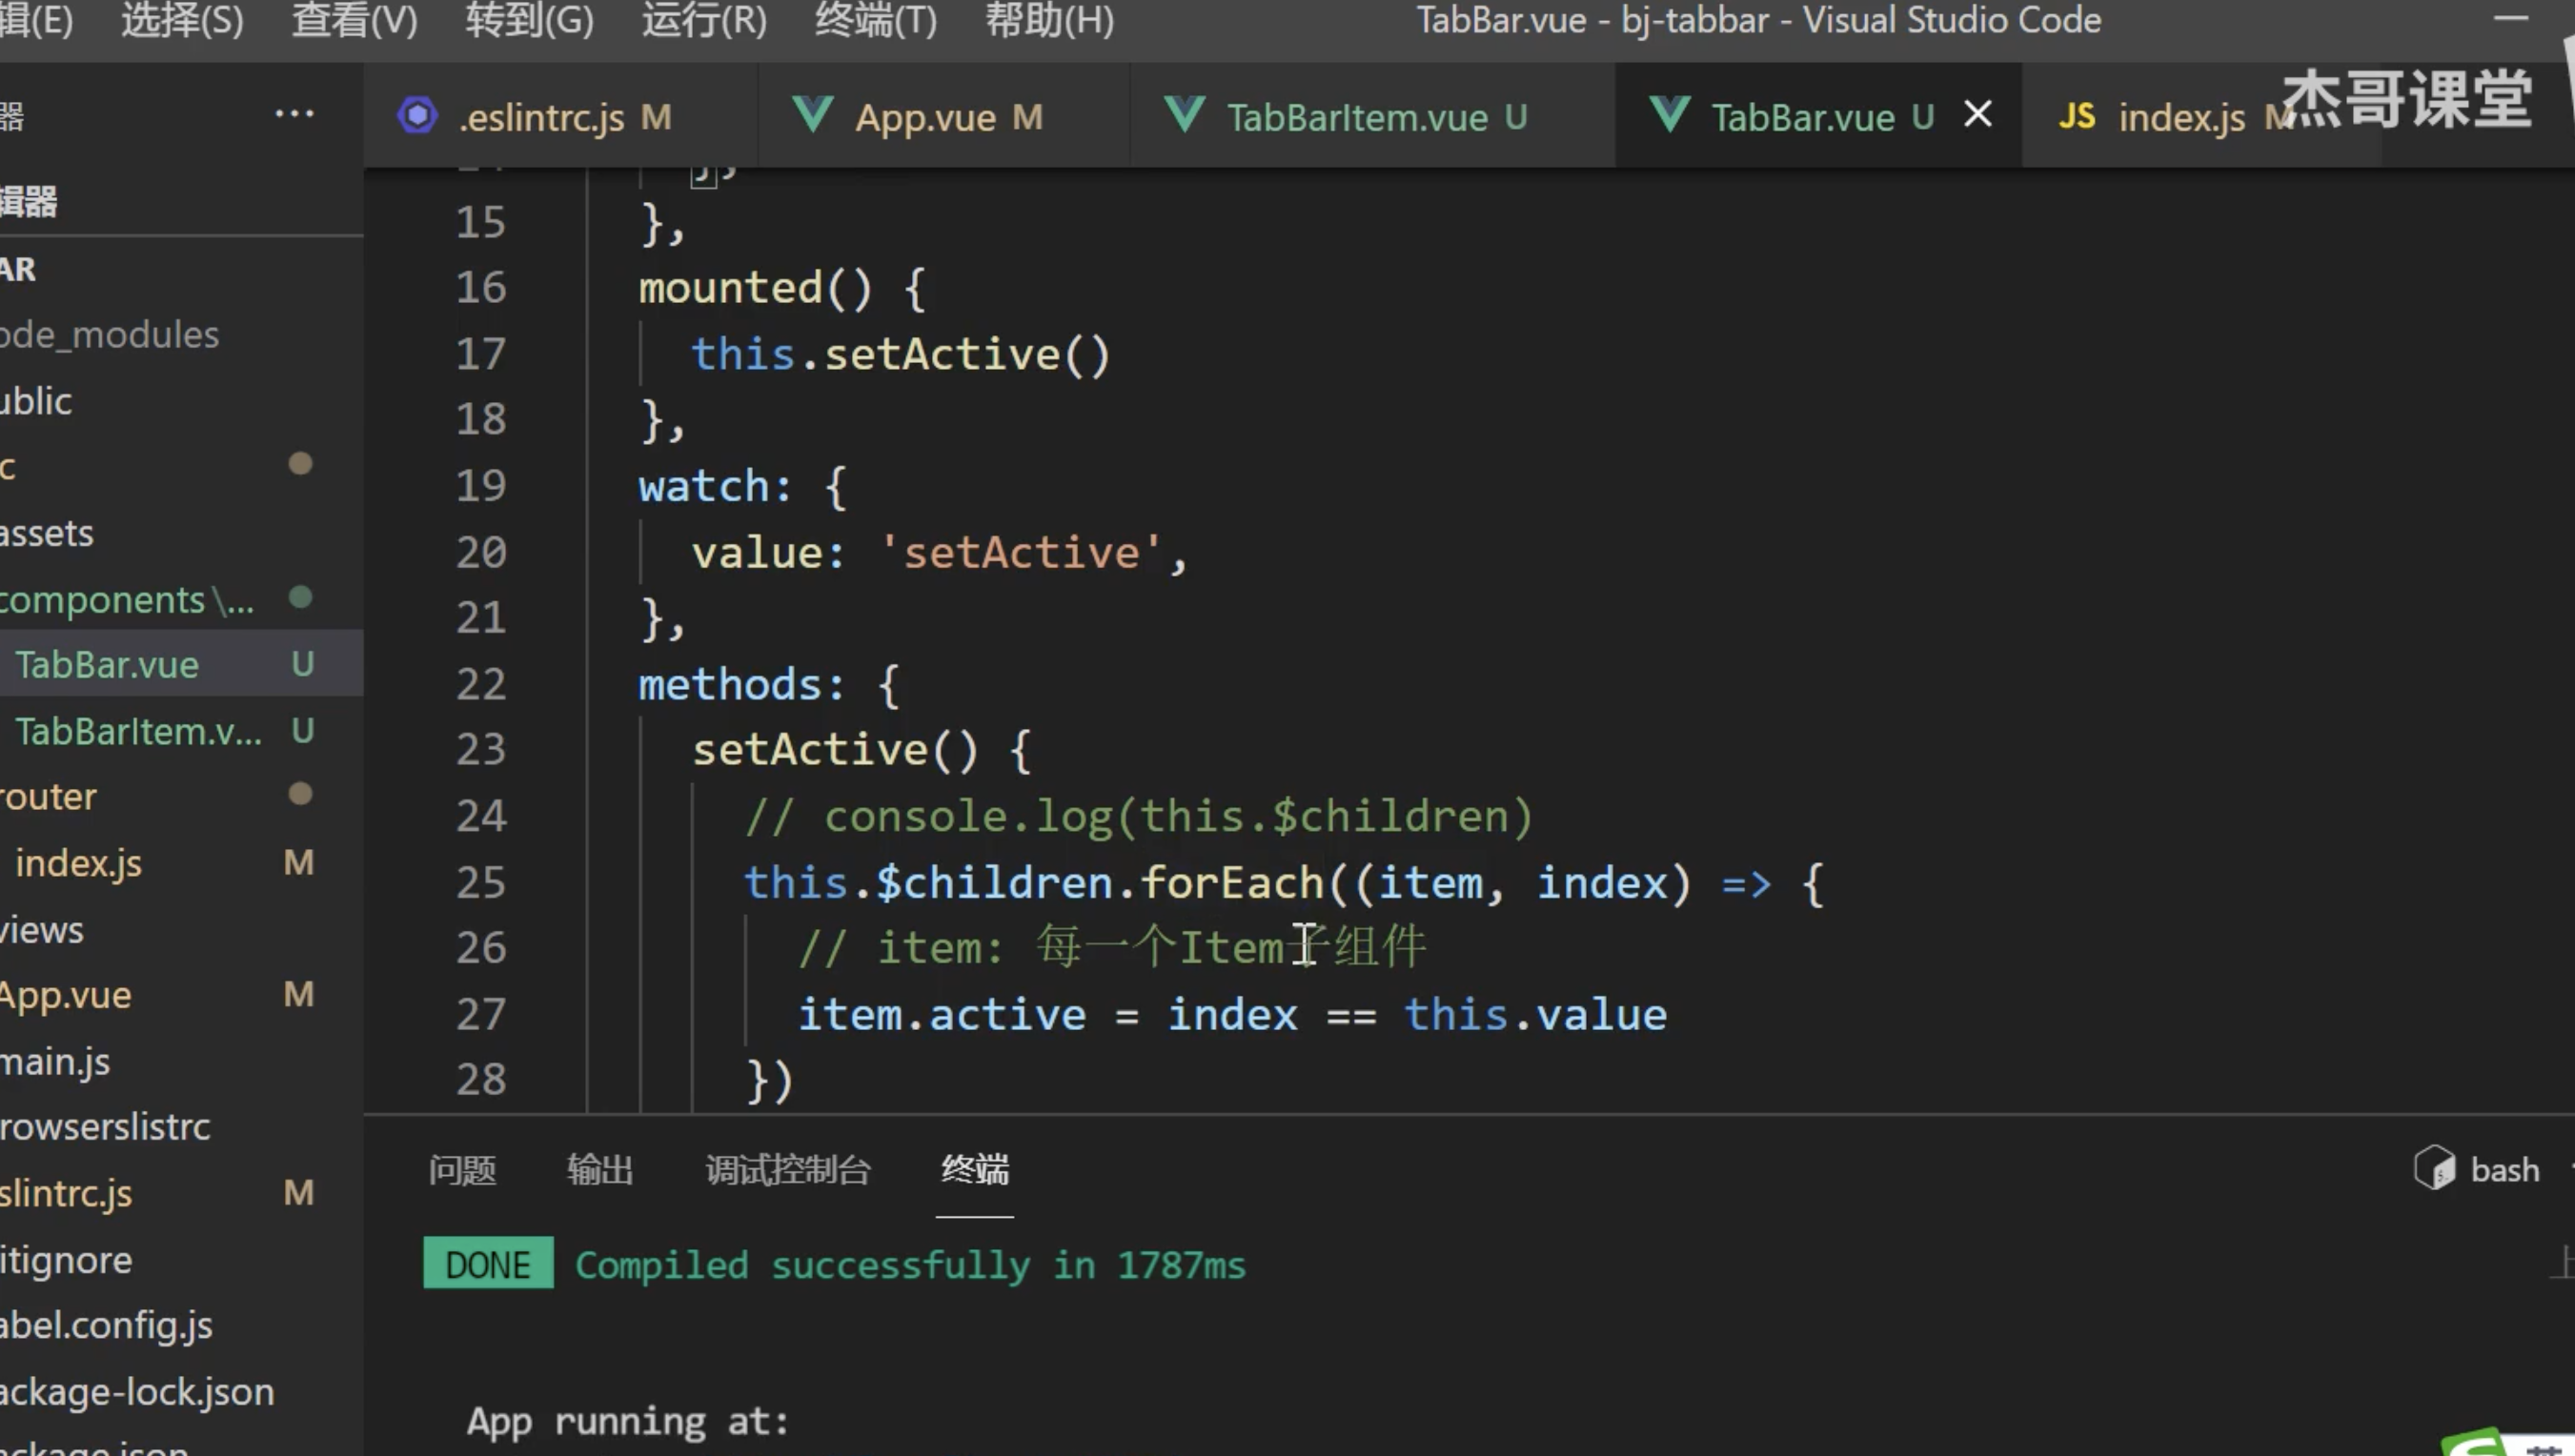 辑(E) 选择(S) 查看(V) 转到(G) 运行(R) 终端(T) 帮助(H) TabBar.vue - bj-tabbar - Visual Studio Code
器 ··· .eslintrc.js M App.vue M TabBarItem.vue U TabBar.vue U × JS index.js M
杰哥课堂
辑器
AR
ode_modules
ublic
c
assets
components\...
TabBar.vue U
TabBarItem.v... U
router
index.js M
views
App.vue M
main.js
rowserslistrc
slintrc.js M
itignore
abel.config.js
ackage-lock.json
15 },
16 mounted() {
17 this.setActive()
18 },
19 watch: {
20 value: 'setActive',
21 },
22 methods: {
23 setActive() {
24 // console.log(this.$children)
25 this.$children.forEach((item, index) => {
26 // item: 每一个Item子组件
27 item.active = index == this.value
28 })
问题 输出 调试控制台 终端 bash
DONE Compiled successfully in 1787ms
App running at: